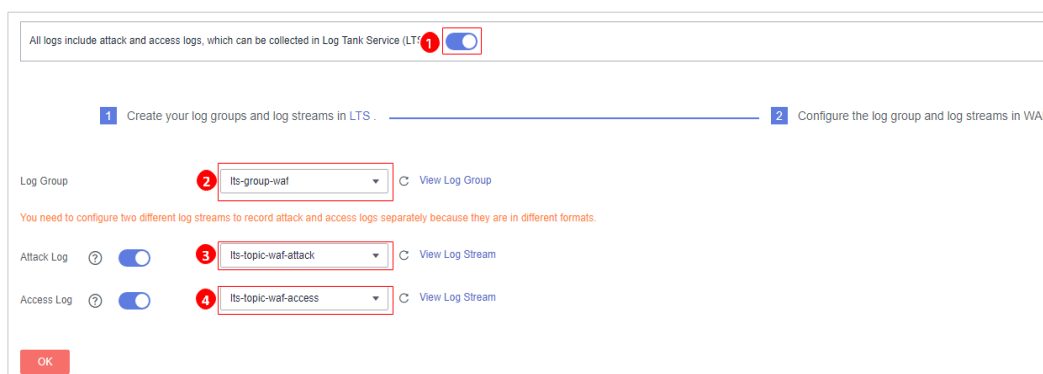 All logs include attack and access logs, which can be collected in Log Tank Service (LTS
1
1 Create your log groups and log streams in LTS .
2 Configure the log group and log streams in WA
Log Group 2 lts-group-waf View Log Group
You need to configure two different log streams to record attack and access logs separately because they are in different formats.
Attack Log ? 3 lts-topic-waf-attack View Log Stream
Access Log ? 4 lts-topic-waf-access View Log Stream
OK